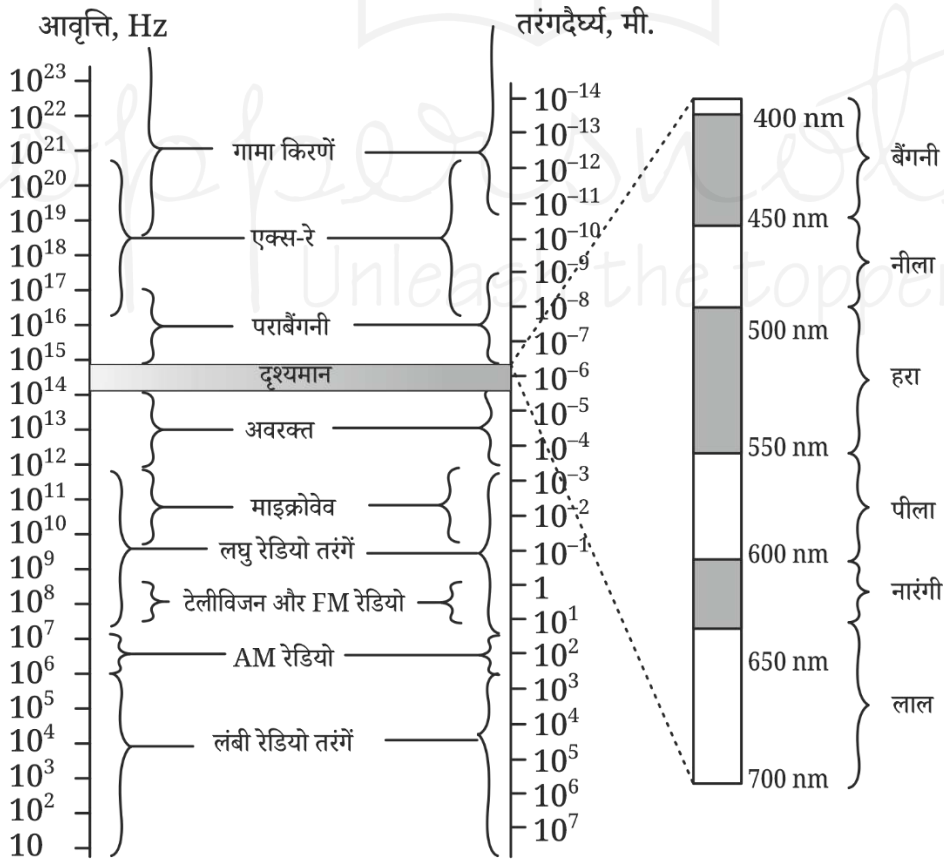 आवृत्ति, Hz
तरंगदैर्घ्य, मी.
10²³
10²²
10²¹
10²⁰
10¹⁹
10¹⁸
10¹⁷
10¹⁶
10¹⁵
10¹⁴
10¹³
10¹²
10¹¹
10¹⁰
10⁹
10⁸
10⁷
10⁶
10⁵
10⁴
10³
10²
10
गामा किरणें
एक्स-रे
पराबैंगनी
दृश्यमान
अवरक्त
माइक्रोवेव
लघु रेडियो तरंगें
टेलीविजन और FM रेडियो
AM रेडियो
लंबी रेडियो तरंगें
10⁻¹⁴
10⁻¹³
10⁻¹²
10⁻¹¹
10⁻¹⁰
10⁻⁹
10⁻⁸
10⁻⁷
10⁻⁶
10⁻⁵
10⁻⁴
10⁻³
10⁻²
10⁻¹
1
10¹
10²
10³
10⁴
10⁵
10⁶
10⁷
400 nm
450 nm
500 nm
550 nm
600 nm
650 nm
700 nm
बैंगनी
नीला
हरा
पीला
नारंगी
लाल
Unleash the topper